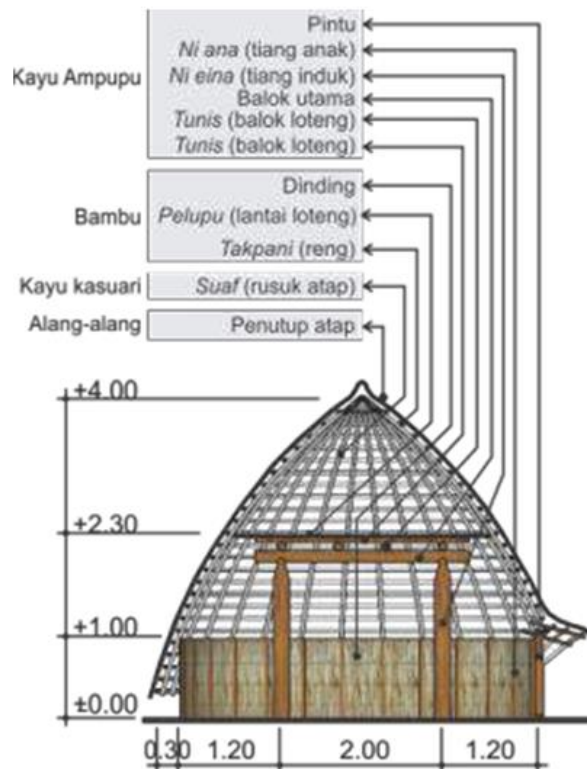 Pintu
Kayu Ampupu
Ni ana (tiang anak)
Ni eina (tiang induk)
Balok utama
Tunis (balok loteng)
Tunis (balok loteng)
Bambu
Dinding
Pelupu (lantai loteng)
Takpani (reng)
Kayu kasuari
Suaf (rusuk atap)
Alang-alang
Penutup atap
+4.00
+2.30
+1.00
±0.00
0.30 1.20 2.00 1.20